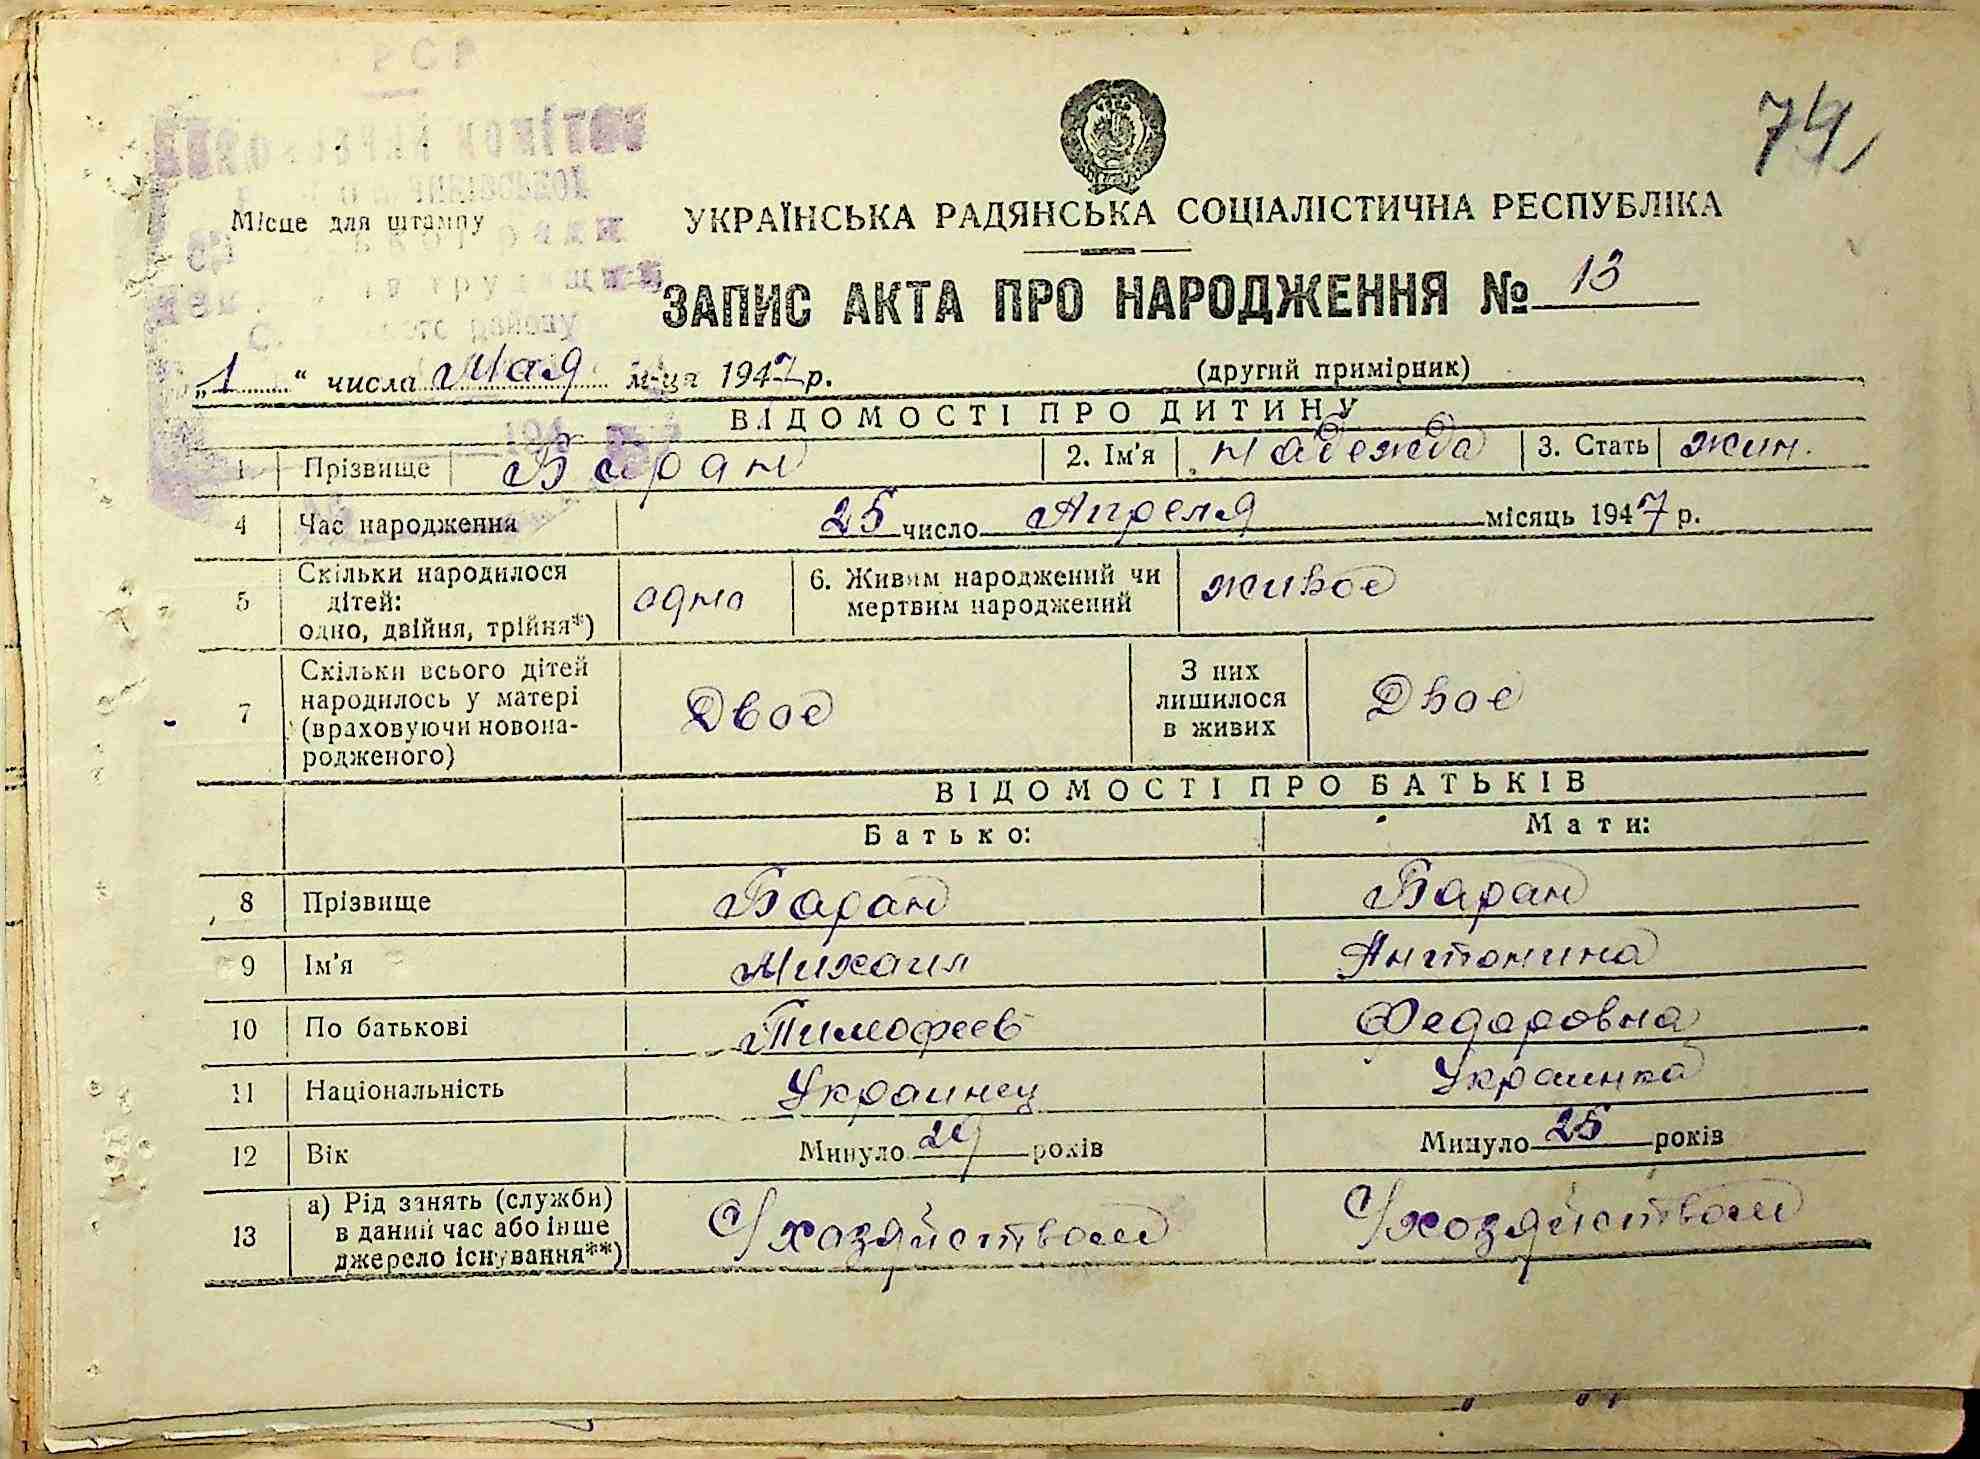 РСР
74
Місце для штампу
УКРАЇНСЬКА РАДЯНСЬКА СОЦІАЛІСТИЧНА РЕСПУБЛІКА
ЗАПИС АКТА ПРО НАРОДЖЕННЯ № 13
району
„1“ числа Мая м-ця 1947 р. (другий примірник)
ВІДОМОСТІ ПРО ДИТИНУ
1 Прізвище Баран 2. Ім'я Надежда 3. Стать жин.
4 Час народження 25 число Апреля місяць 1947 р.
5 Скільки народилося дітей: одно, двійня, трійня*) одно 6. Живим народжений чи мертвим народжений живое
7 Скільки всього дітей народилось у матері (враховуючи новонародженого) Двое З них лишилося в живих Двое
ВІДОМОСТІ ПРО БАТЬКІВ
Батько: Мати:
8 Прізвище Баран Баран
9 Ім'я Михаил Антонина
10 По батькові Тимофеев Федоровна
11 Національність Украинец Украинка
12 Вік Минуло 29 років Минуло 25 років
13 а) Рід занять (служби) в даний час або інше джерело існування**) С/хозяйством С/хозяйством